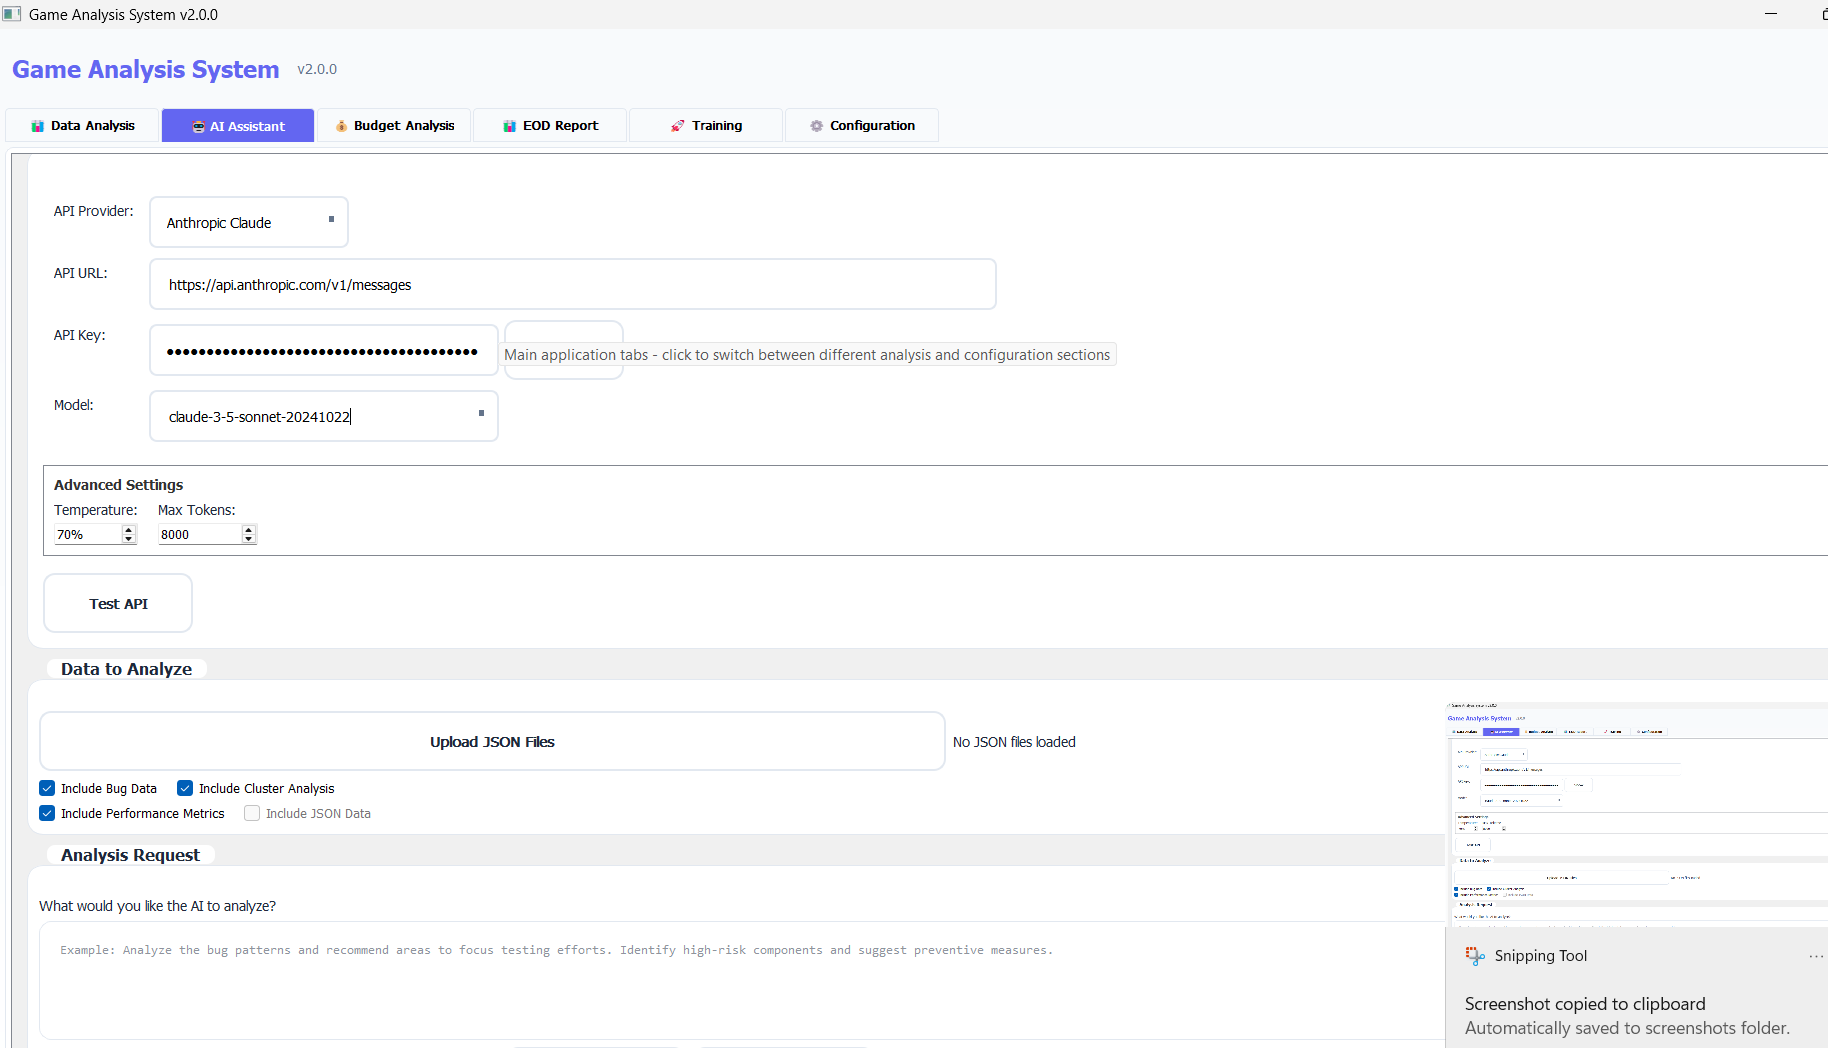 Game Analysis System v2.0.0
Game Analysis System v2.0.0
Data Analysis
AI Assistant
Budget Analysis
EOD Report
Training
Configuration
API Provider:
Anthropic Claude
API URL:
https://api.anthropic.com/v1/messages
API Key:
●●●●●●●●●●●●●●●●●●●●●●●●●●●●●●●●●●●●●●●
Main application tabs - click to switch between different analysis and configuration sections
Model:
claude-3-5-sonnet-20241022
Advanced Settings
Temperature: Max Tokens:
70% 8000
Test API
Data to Analyze
Upload JSON Files
No JSON files loaded
Include Bug Data
Include Cluster Analysis
Include Performance Metrics
Include JSON Data
Analysis Request
What would you like the AI to analyze?
Example: Analyze the bug patterns and recommend areas to focus testing efforts. Identify high-risk components and suggest preventive measures.
Game Analysis System
Snipping Tool
...
Screenshot copied to clipboard
Automatically saved to screenshots folder.